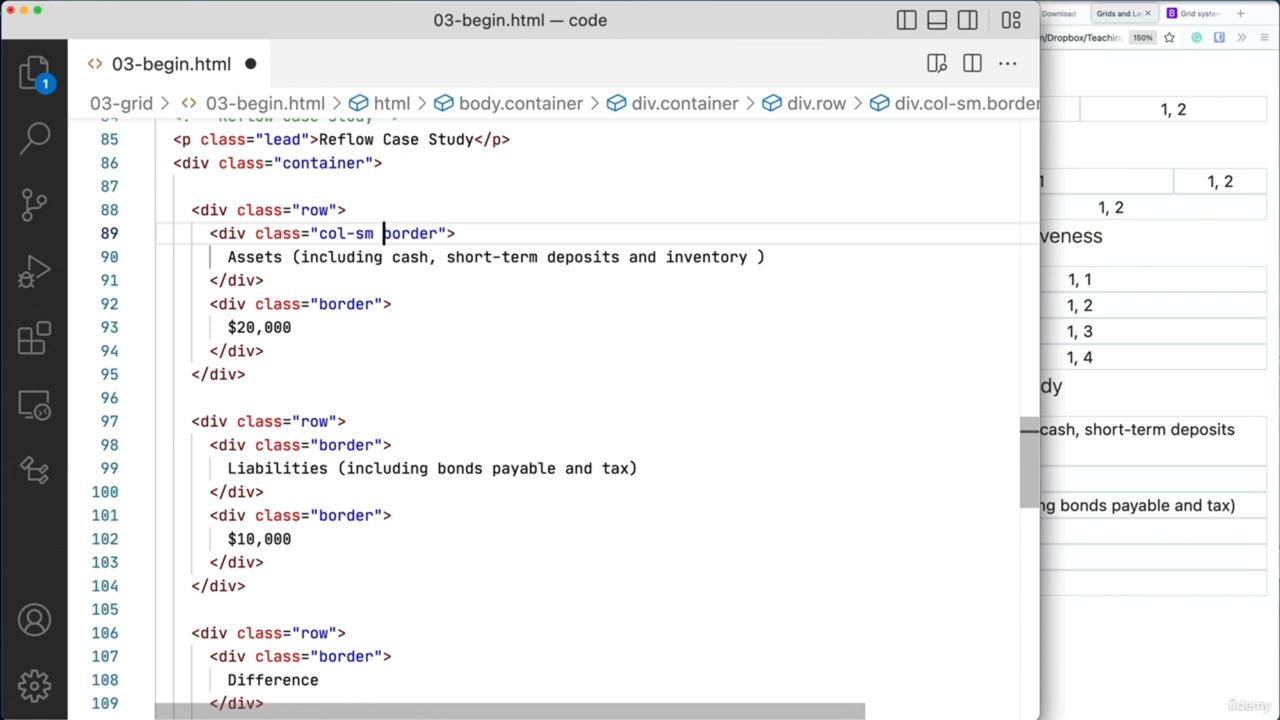 03-begin.html — code
Download
Grids and La
Grid system
m/Dropbox/Teaching
150%
03-begin.html
1
03-grid > 03-begin.html > html > body.container > div.container > div.row > div.col-sm.border
85 <p class="lead">Reflow Case Study</p>
86 <div class="container">
87
88 <div class="row">
89 <div class="col-sm border">
90 Assets (including cash, short-term deposits and inventory )
91 </div>
92 <div class="border">
93 $20,000
94 </div>
95 </div>
96
97 <div class="row">
98 <div class="border">
99 Liabilities (including bonds payable and tax)
100 </div>
101 <div class="border">
102 $10,000
103 </div>
104 </div>
105
106 <div class="row">
107 <div class="border">
108 Difference
109 </div>
1, 2
1
1, 2
1, 2
veness
1, 1
1, 2
1, 3
1, 4
dy
cash, short-term deposits
ng bonds payable and tax)
ûdemy